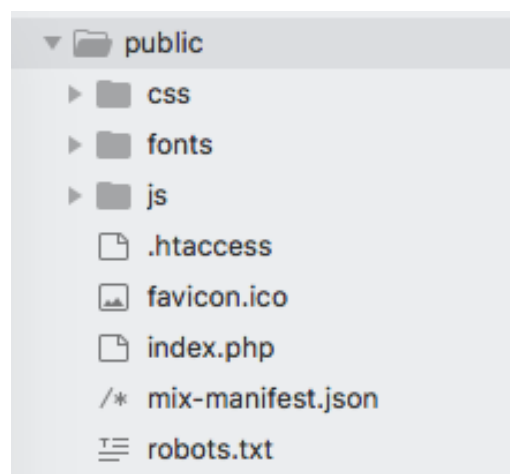 public
css
fonts
js
.htaccess
favicon.ico
index.php
/* mix-manifest.json
robots.txt